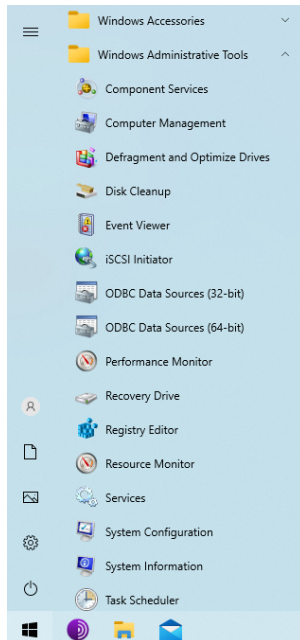 Windows Accessories
Windows Administrative Tools
Component Services
Computer Management
Defragment and Optimize Drives
Disk Cleanup
Event Viewer
iSCSI Initiator
ODBC Data Sources (32-bit)
ODBC Data Sources (64-bit)
Performance Monitor
Recovery Drive
Registry Editor
Resource Monitor
Services
System Configuration
System Information
Task Scheduler